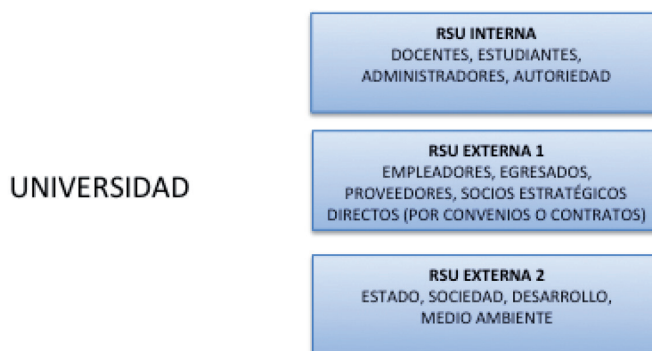 UNIVERSIDAD
RSU INTERNA
DOCENTES, ESTUDIANTES,
ADMINISTRADORES, AUTORIEDAD
RSU EXTERNA 1
EMPLEADORES, EGRESADOS,
PROVEEDORES, SOCIOS ESTRATÉGICOS
DIRECTOS (POR CONVENIOS O CONTRATOS)
RSU EXTERNA 2
ESTADO, SOCIEDAD, DESARROLLO,
MEDIO AMBIENTE